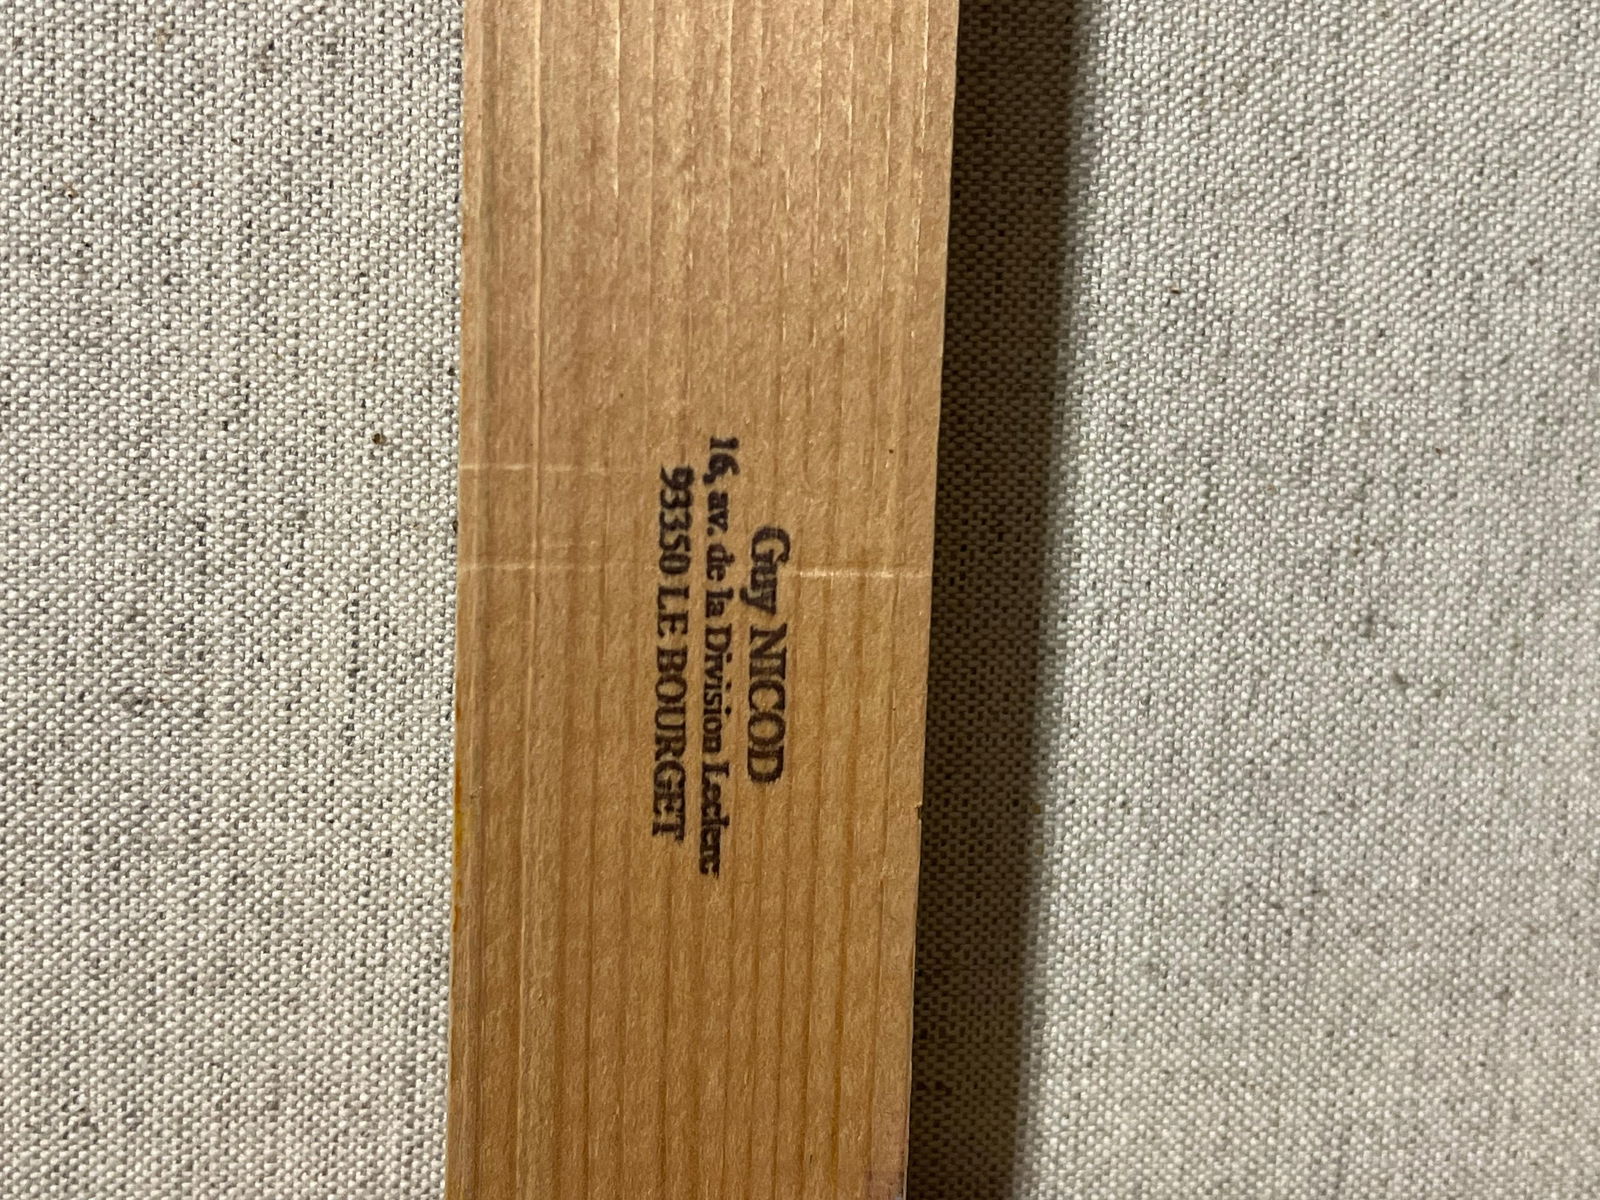 Guy NICOD
16, av. de la Division Leclerc
93350 LE BOURGET